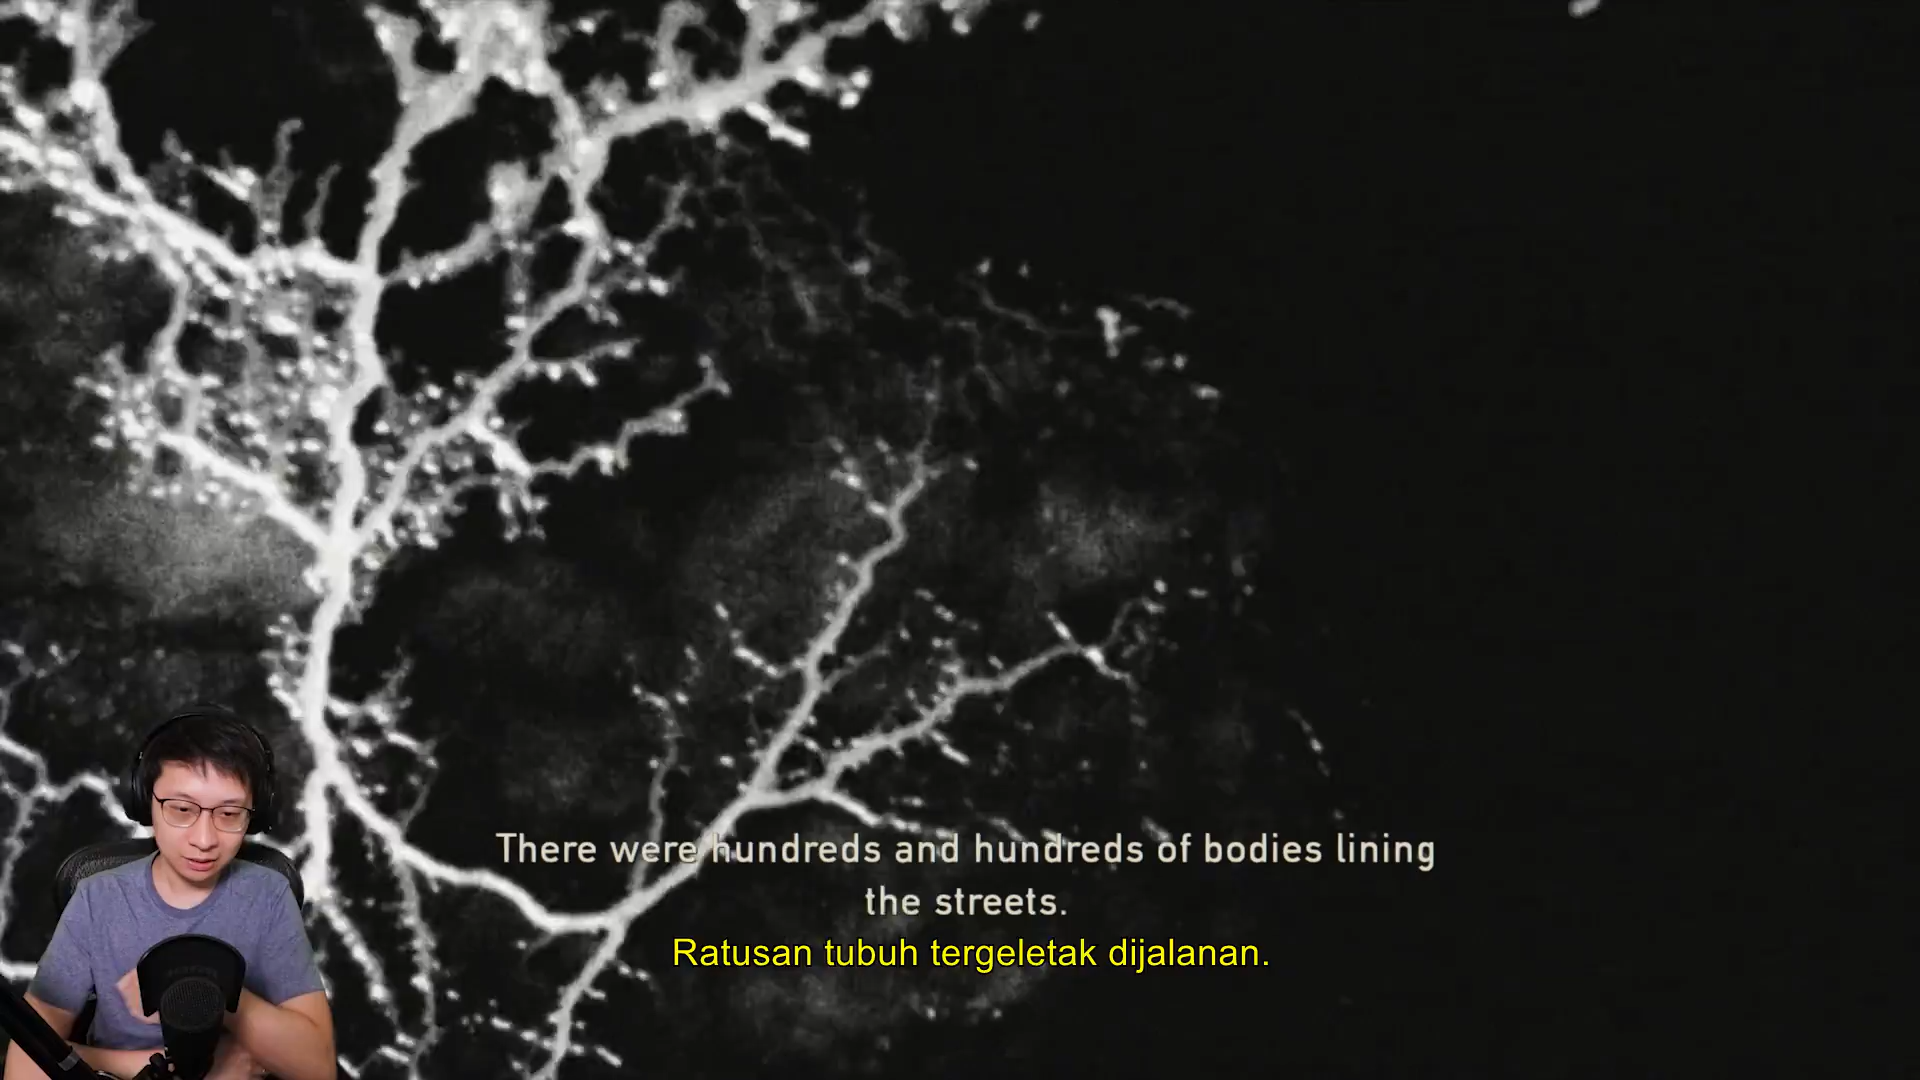 There were hundreds and hundreds of bodies lining
the streets.
Ratusan tubuh tergeletak dijalanan.